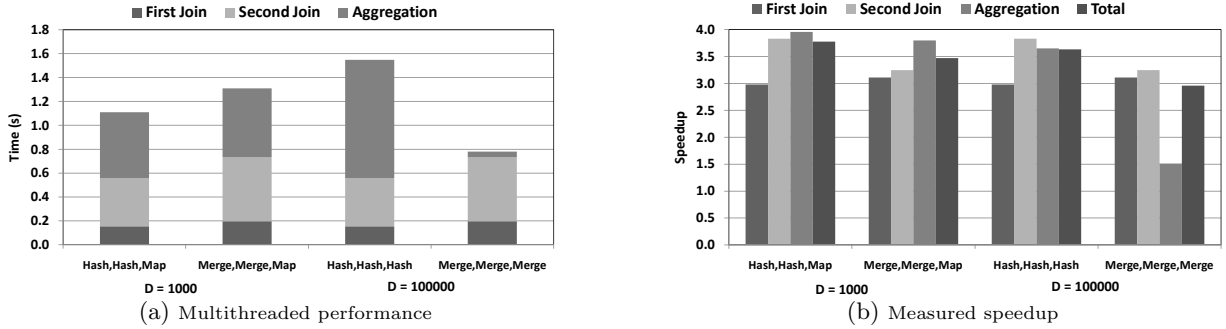 First Join Second Join Aggregation
1.8
1.6
1.4
1.2
1.0
0.8
0.6
0.4
0.2
0.0
Time (s)
Hash,Hash,Map Merge,Merge,Map Hash,Hash,Hash Merge,Merge,Merge
D = 1000 D = 100000
(a) Multithreaded performance
First Join Second Join Aggregation Total
4.0
3.5
3.0
2.5
2.0
1.5
1.0
0.5
0.0
Speedup
Hash,Hash,Map Merge,Merge,Map Hash,Hash,Hash Merge,Merge,Merge
D = 1000 D = 100000
(b) Measured speedup